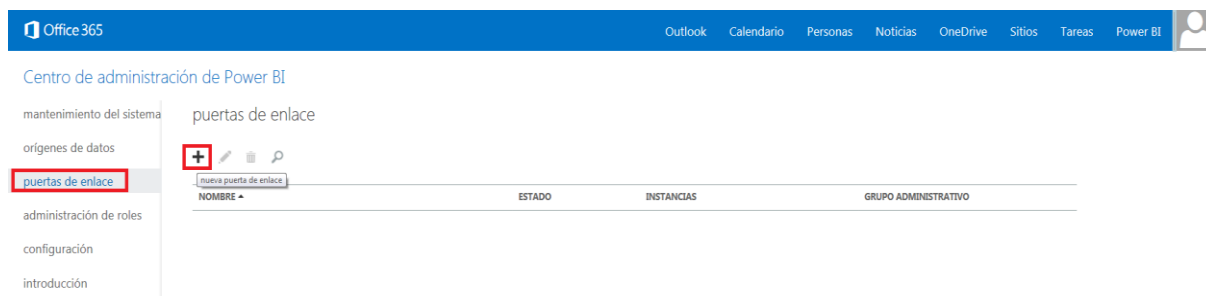 Office 365 Outlook Calendario Personas Noticias OneDrive Sitios Tareas Power BI
Centro de administración de Power BI
mantenimiento del sistema
orígenes de datos
puertas de enlace
administración de roles
configuración
introducción
puertas de enlace
nueva puerta de enlace
NOMBRE ESTADO INSTANCIAS GRUPO ADMINISTRATIVO